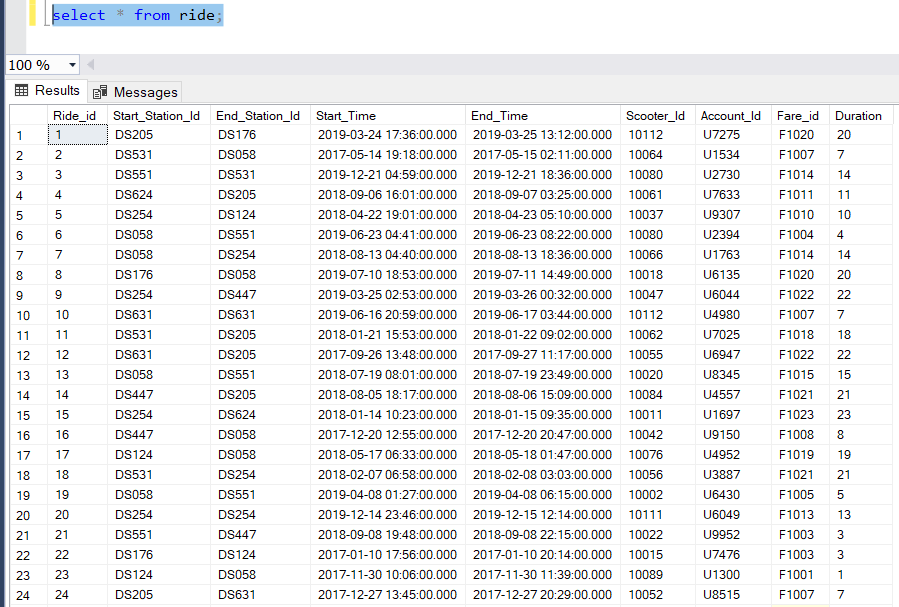 select * from ride;
100 %
Results Messages
Ride_id Start_Station_Id End_Station_Id Start_Time End_Time Scooter_Id Account_Id Fare_id Duration
1 1 DS205 DS176 2019-03-24 17:36:00.000 2019-03-25 13:12:00.000 10112 U7275 F1020 20
2 2 DS531 DS058 2017-05-14 19:18:00.000 2017-05-15 02:11:00.000 10064 U1534 F1007 7
3 3 DS551 DS531 2019-12-21 04:59:00.000 2019-12-21 18:36:00.000 10080 U2730 F1014 14
4 4 DS624 DS205 2018-09-06 16:01:00.000 2018-09-07 03:25:00.000 10061 U7633 F1011 11
5 5 DS254 DS124 2018-04-22 19:01:00.000 2018-04-23 05:10:00.000 10037 U9307 F1010 10
6 6 DS058 DS551 2019-06-23 04:41:00.000 2019-06-23 08:22:00.000 10080 U2394 F1004 4
7 7 DS058 DS254 2018-08-13 04:40:00.000 2018-08-13 18:36:00.000 10066 U1763 F1014 14
8 8 DS176 DS058 2019-07-10 18:53:00.000 2019-07-11 14:49:00.000 10018 U6135 F1020 20
9 9 DS254 DS447 2019-03-25 02:53:00.000 2019-03-26 00:32:00.000 10047 U6044 F1022 22
10 10 DS631 DS631 2019-06-16 20:59:00.000 2019-06-17 03:44:00.000 10112 U4980 F1007 7
11 11 DS531 DS205 2018-01-21 15:53:00.000 2018-01-22 09:02:00.000 10062 U7025 F1018 18
12 12 DS631 DS205 2017-09-26 13:48:00.000 2017-09-27 11:17:00.000 10055 U6947 F1022 22
13 13 DS058 DS551 2018-07-19 08:01:00.000 2018-07-19 23:49:00.000 10020 U8345 F1015 15
14 14 DS447 DS205 2018-08-05 18:17:00.000 2018-08-06 15:09:00.000 10084 U4557 F1021 21
15 15 DS254 DS624 2018-01-14 10:23:00.000 2018-01-15 09:35:00.000 10011 U1697 F1023 23
16 16 DS447 DS058 2017-12-20 12:55:00.000 2017-12-20 20:47:00.000 10042 U9150 F1008 8
17 17 DS124 DS058 2018-05-17 06:33:00.000 2018-05-18 01:47:00.000 10076 U4952 F1019 19
18 18 DS531 DS254 2018-02-07 06:58:00.000 2018-02-08 03:03:00.000 10056 U3887 F1021 21
19 19 DS058 DS551 2019-04-08 01:27:00.000 2019-04-08 06:15:00.000 10002 U6430 F1005 5
20 20 DS254 DS254 2019-12-14 23:46:00.000 2019-12-15 12:14:00.000 10111 U6049 F1013 13
21 21 DS551 DS447 2018-09-08 19:48:00.000 2018-09-08 22:15:00.000 10022 U9952 F1003 3
22 22 DS176 DS124 2017-01-10 17:56:00.000 2017-01-10 20:14:00.000 10015 U7476 F1003 3
23 23 DS124 DS058 2017-11-30 10:06:00.000 2017-11-30 11:39:00.000 10089 U1300 F1001 1
24 24 DS205 DS631 2017-12-27 13:45:00.000 2017-12-27 20:29:00.000 10052 U8515 F1007 7